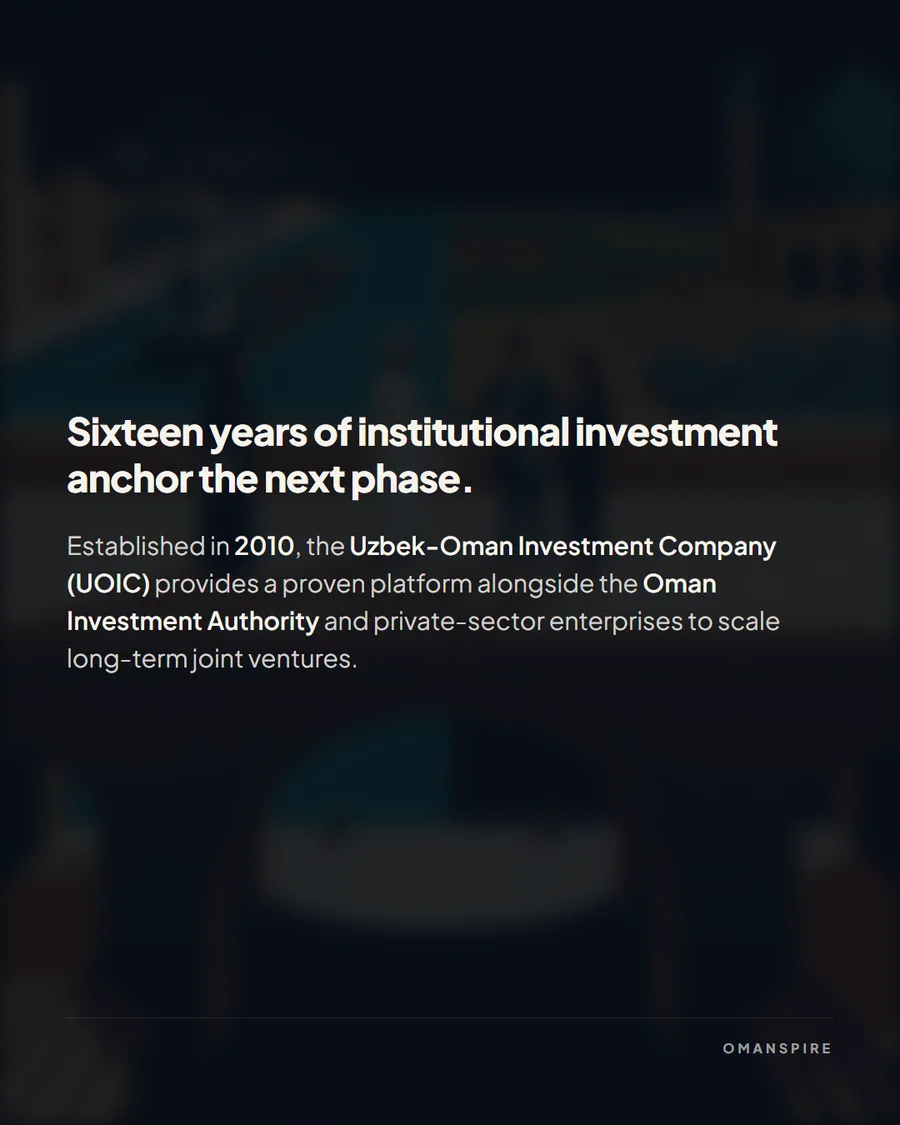 Sixteen years of institutional investment
anchor the next phase.
Established in 2010, the Uzbek-Oman Investment Company
(UOIC) provides a proven platform alongside the Oman
Investment Authority and private-sector enterprises to scale
long-term joint ventures.
OMANSPIRE